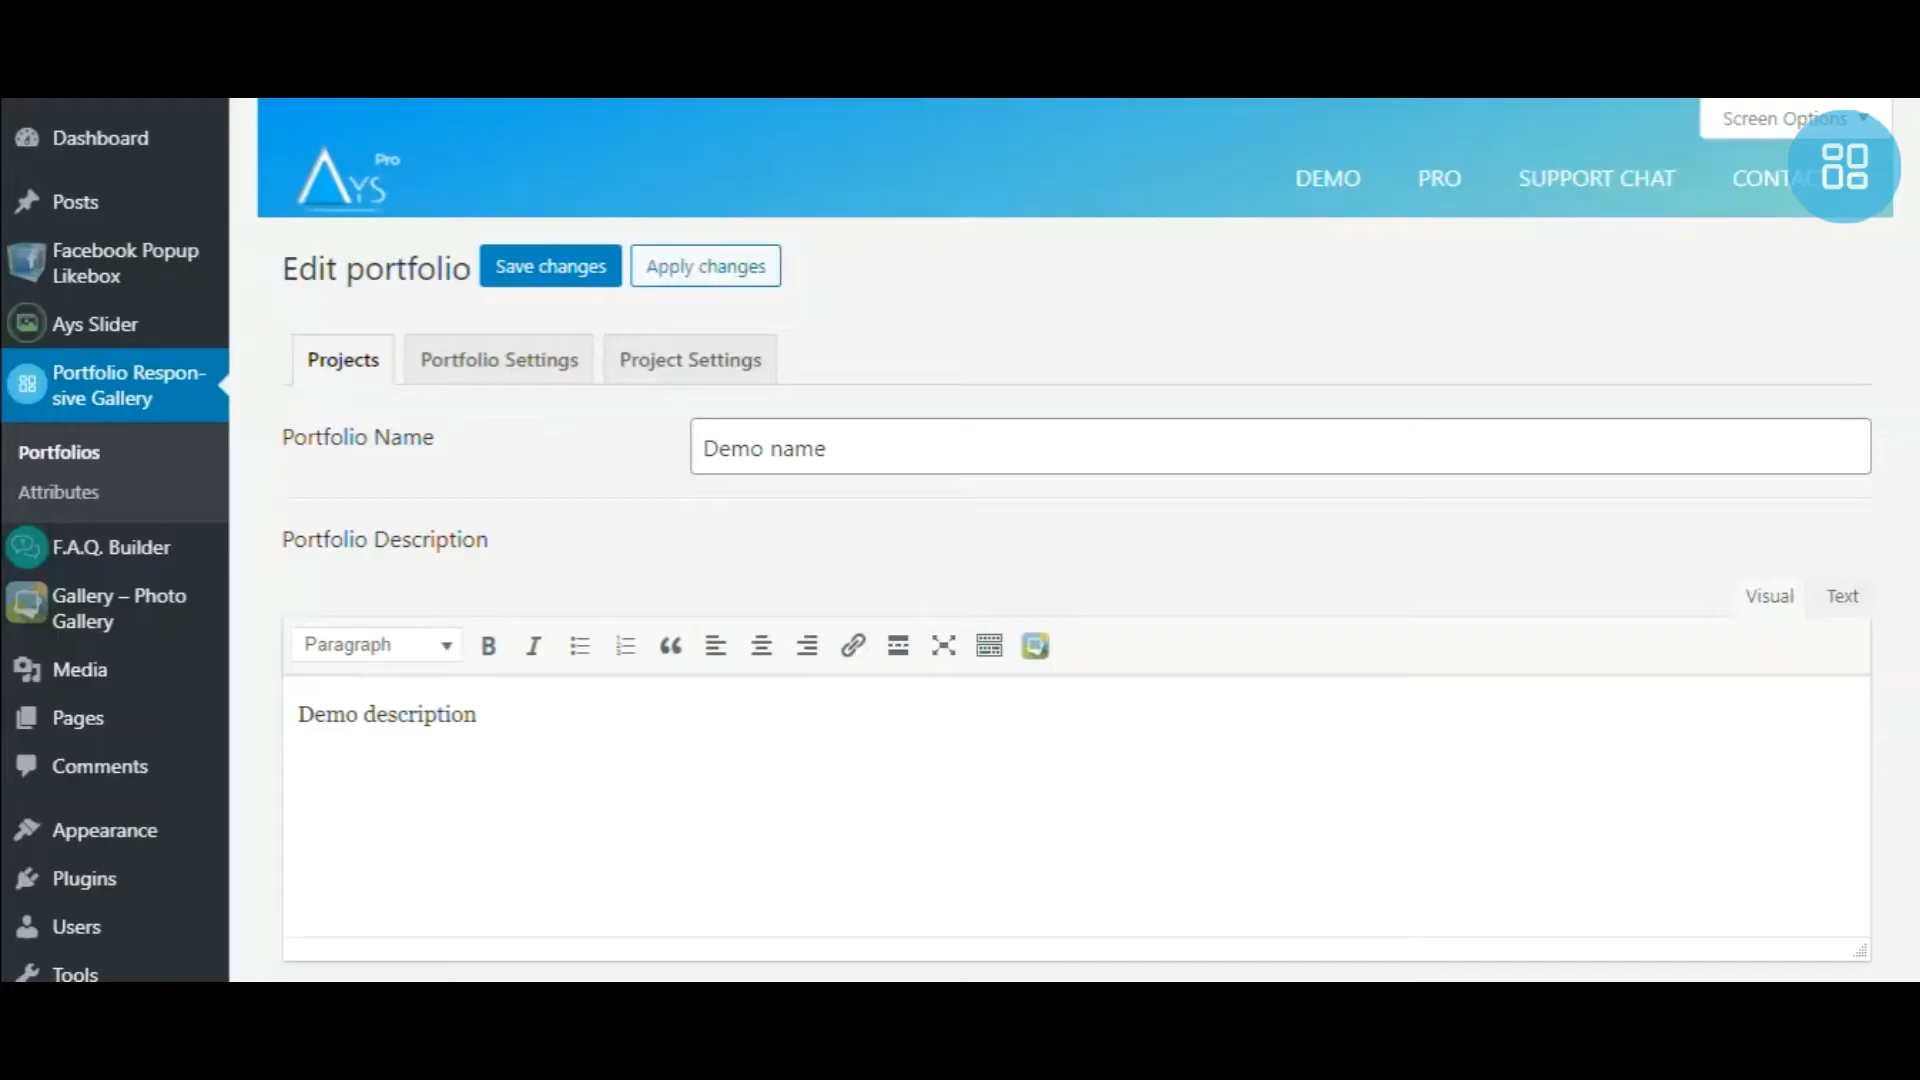 Dashboard
Posts
Facebook Popup
Likebox
Ays Slider
Portfolio Respon-
sive Gallery
Portfolios
Attributes
F.A.Q. Builder
Gallery – Photo
Gallery
Media
Pages
Comments
Appearance
Plugins
Users
Tools
Screen Options
AYS Pro
DEMO
PRO
SUPPORT CHAT
CONTA
Edit portfolio
Save changes
Apply changes
Projects
Portfolio Settings
Project Settings
Portfolio Name
Demo name
Portfolio Description
Visual
Text
Paragraph
Demo description